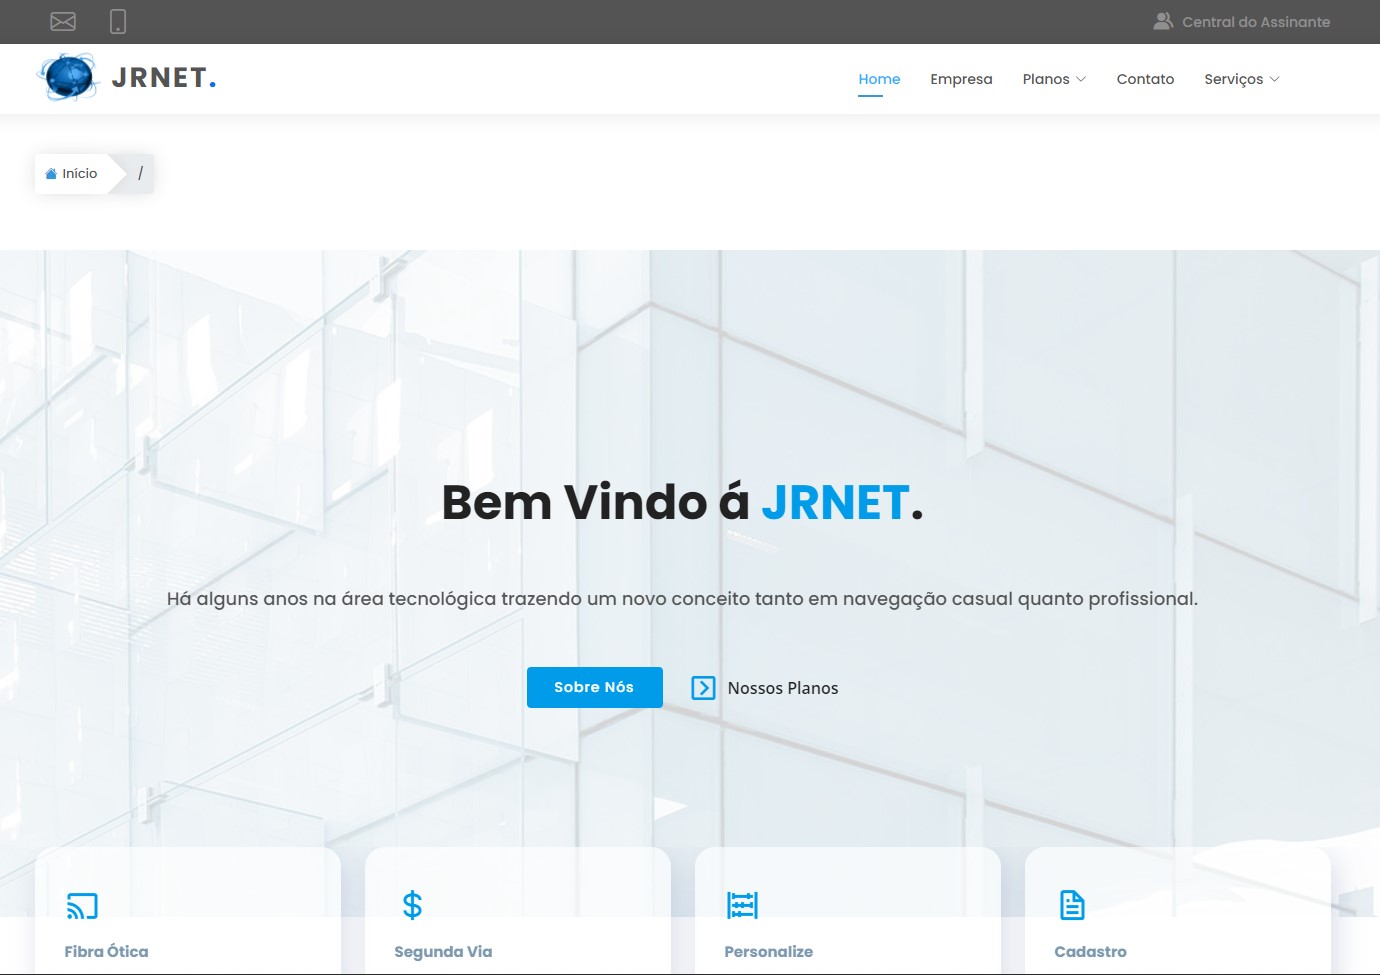 Central do Assinante
JRNET.
Home Empresa Planos Contato Serviços
Início /
Bem Vindo á JRNET.
Há alguns anos na área tecnológica trazendo um novo conceito tanto em navegação casual quanto profissional.
Sobre Nós Nossos Planos
Fibra Ótica Segunda Via Personalize Cadastro